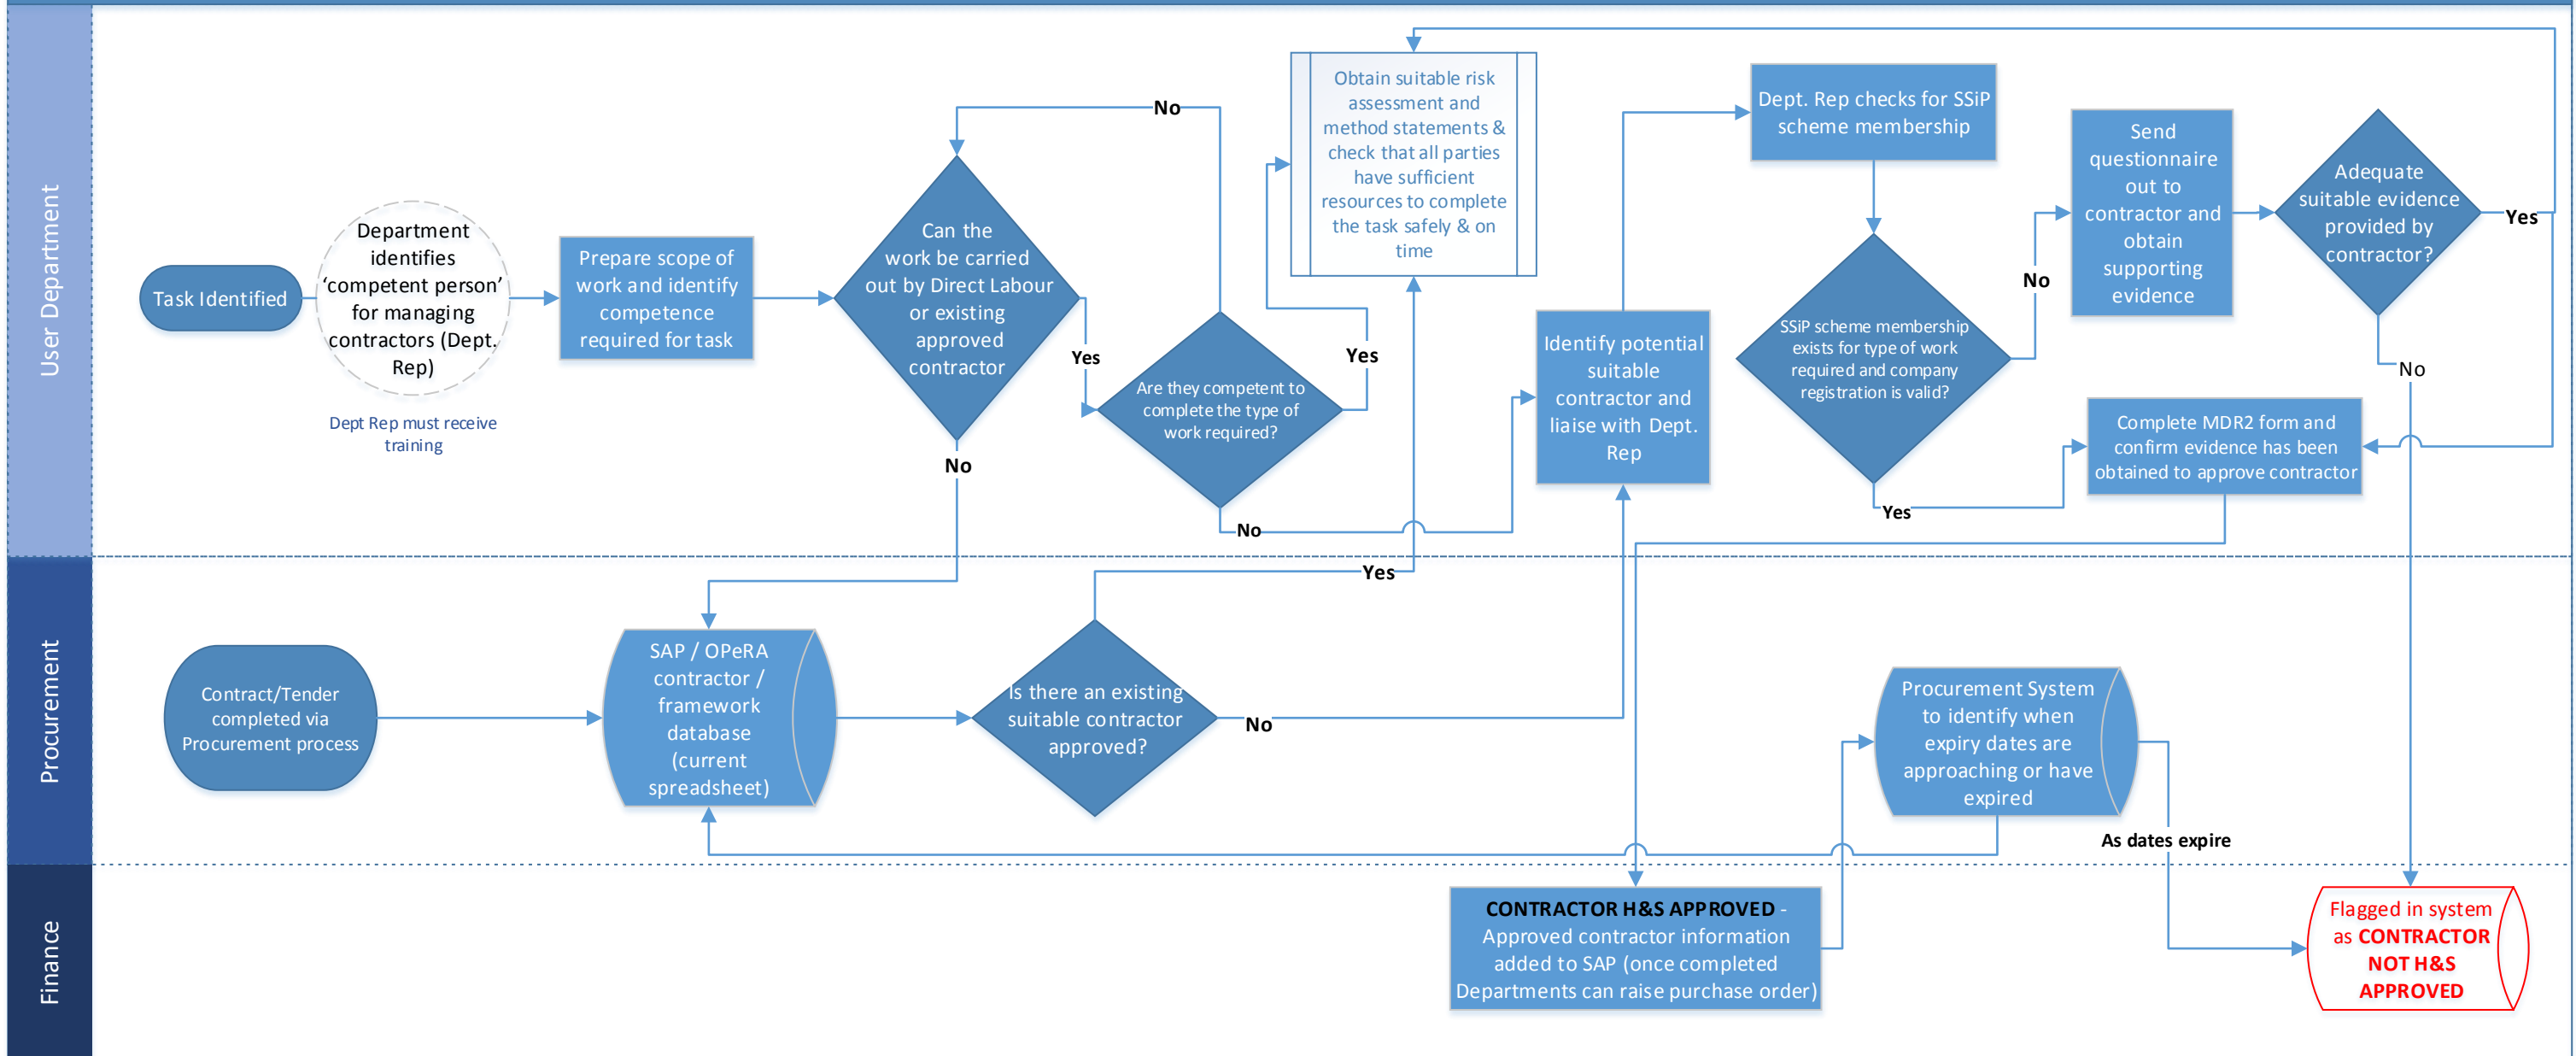 User Department
Task Identified
Department
identifies
‘competent person’
for managing
contractors (Dept.
Rep)
Dept Rep must receive
training
Prepare scope of
work and identify
competence
required for task
Can the
work be carried
out by Direct Labour
or existing
approved
contractor
Yes
No
No
Are they competent to
complete the type of
work required?
Yes
No
Obtain suitable risk
assessment and
method statements &
check that all parties
have sufficient
resources to complete
the task safely & on
time
Identify potential
suitable
contractor and
liaise with Dept.
Rep
Dept. Rep checks for SSiP
scheme membership
SSiP scheme membership
exists for type of work
required and company
registration is valid?
No
Yes
Send
questionnaire
out to
contractor and
obtain
supporting
evidence
Adequate
suitable evidence
provided by
contractor?
Yes
No
Complete MDR2 form and
confirm evidence has been
obtained to approve contractor
Procurement
Contract/Tender
completed via
Procurement process
SAP / OPeRA
contractor /
framework
database
(current
spreadsheet)
Is there an existing
suitable contractor
approved?
Yes
No
Procurement System
to identify when
expiry dates are
approaching or have
expired
As dates expire
Finance
CONTRACTOR H&S APPROVED -
Approved contractor information
added to SAP (once completed
Departments can raise purchase order)
Flagged in system
as CONTRACTOR
NOT H&S
APPROVED